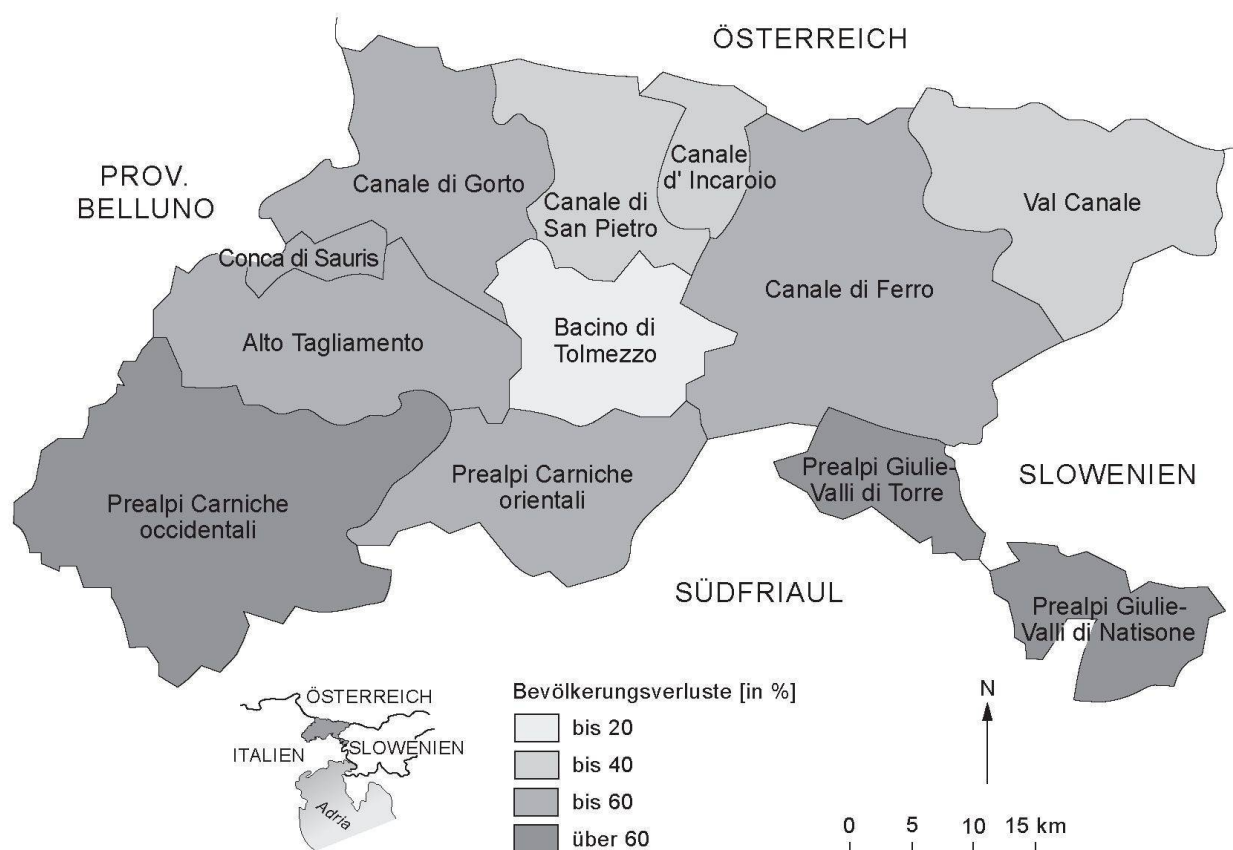 ÖSTERREICH
PROV.
BELLUNO
Canale di Gorto
Canale di
San Pietro
Canale
d' Incaroio
Val Canale
Conca di Sauris
Alto Tagliamento
Bacino di
Tolmezzo
Canale di Ferro
Prealpi Carniche
occidentali
Prealpi Carniche
orientali
Prealpi Giulie-
Valli di Torre
SLOWENIEN
SÜDFRIAUL
Prealpi Giulie-
Valli di Natisone
ÖSTERREICH
ITALIEN
SLOWENIEN
Adria
Bevölkerungsverluste [in %]
bis 20
bis 40
bis 60
über 60
N
0 5 10 15 km